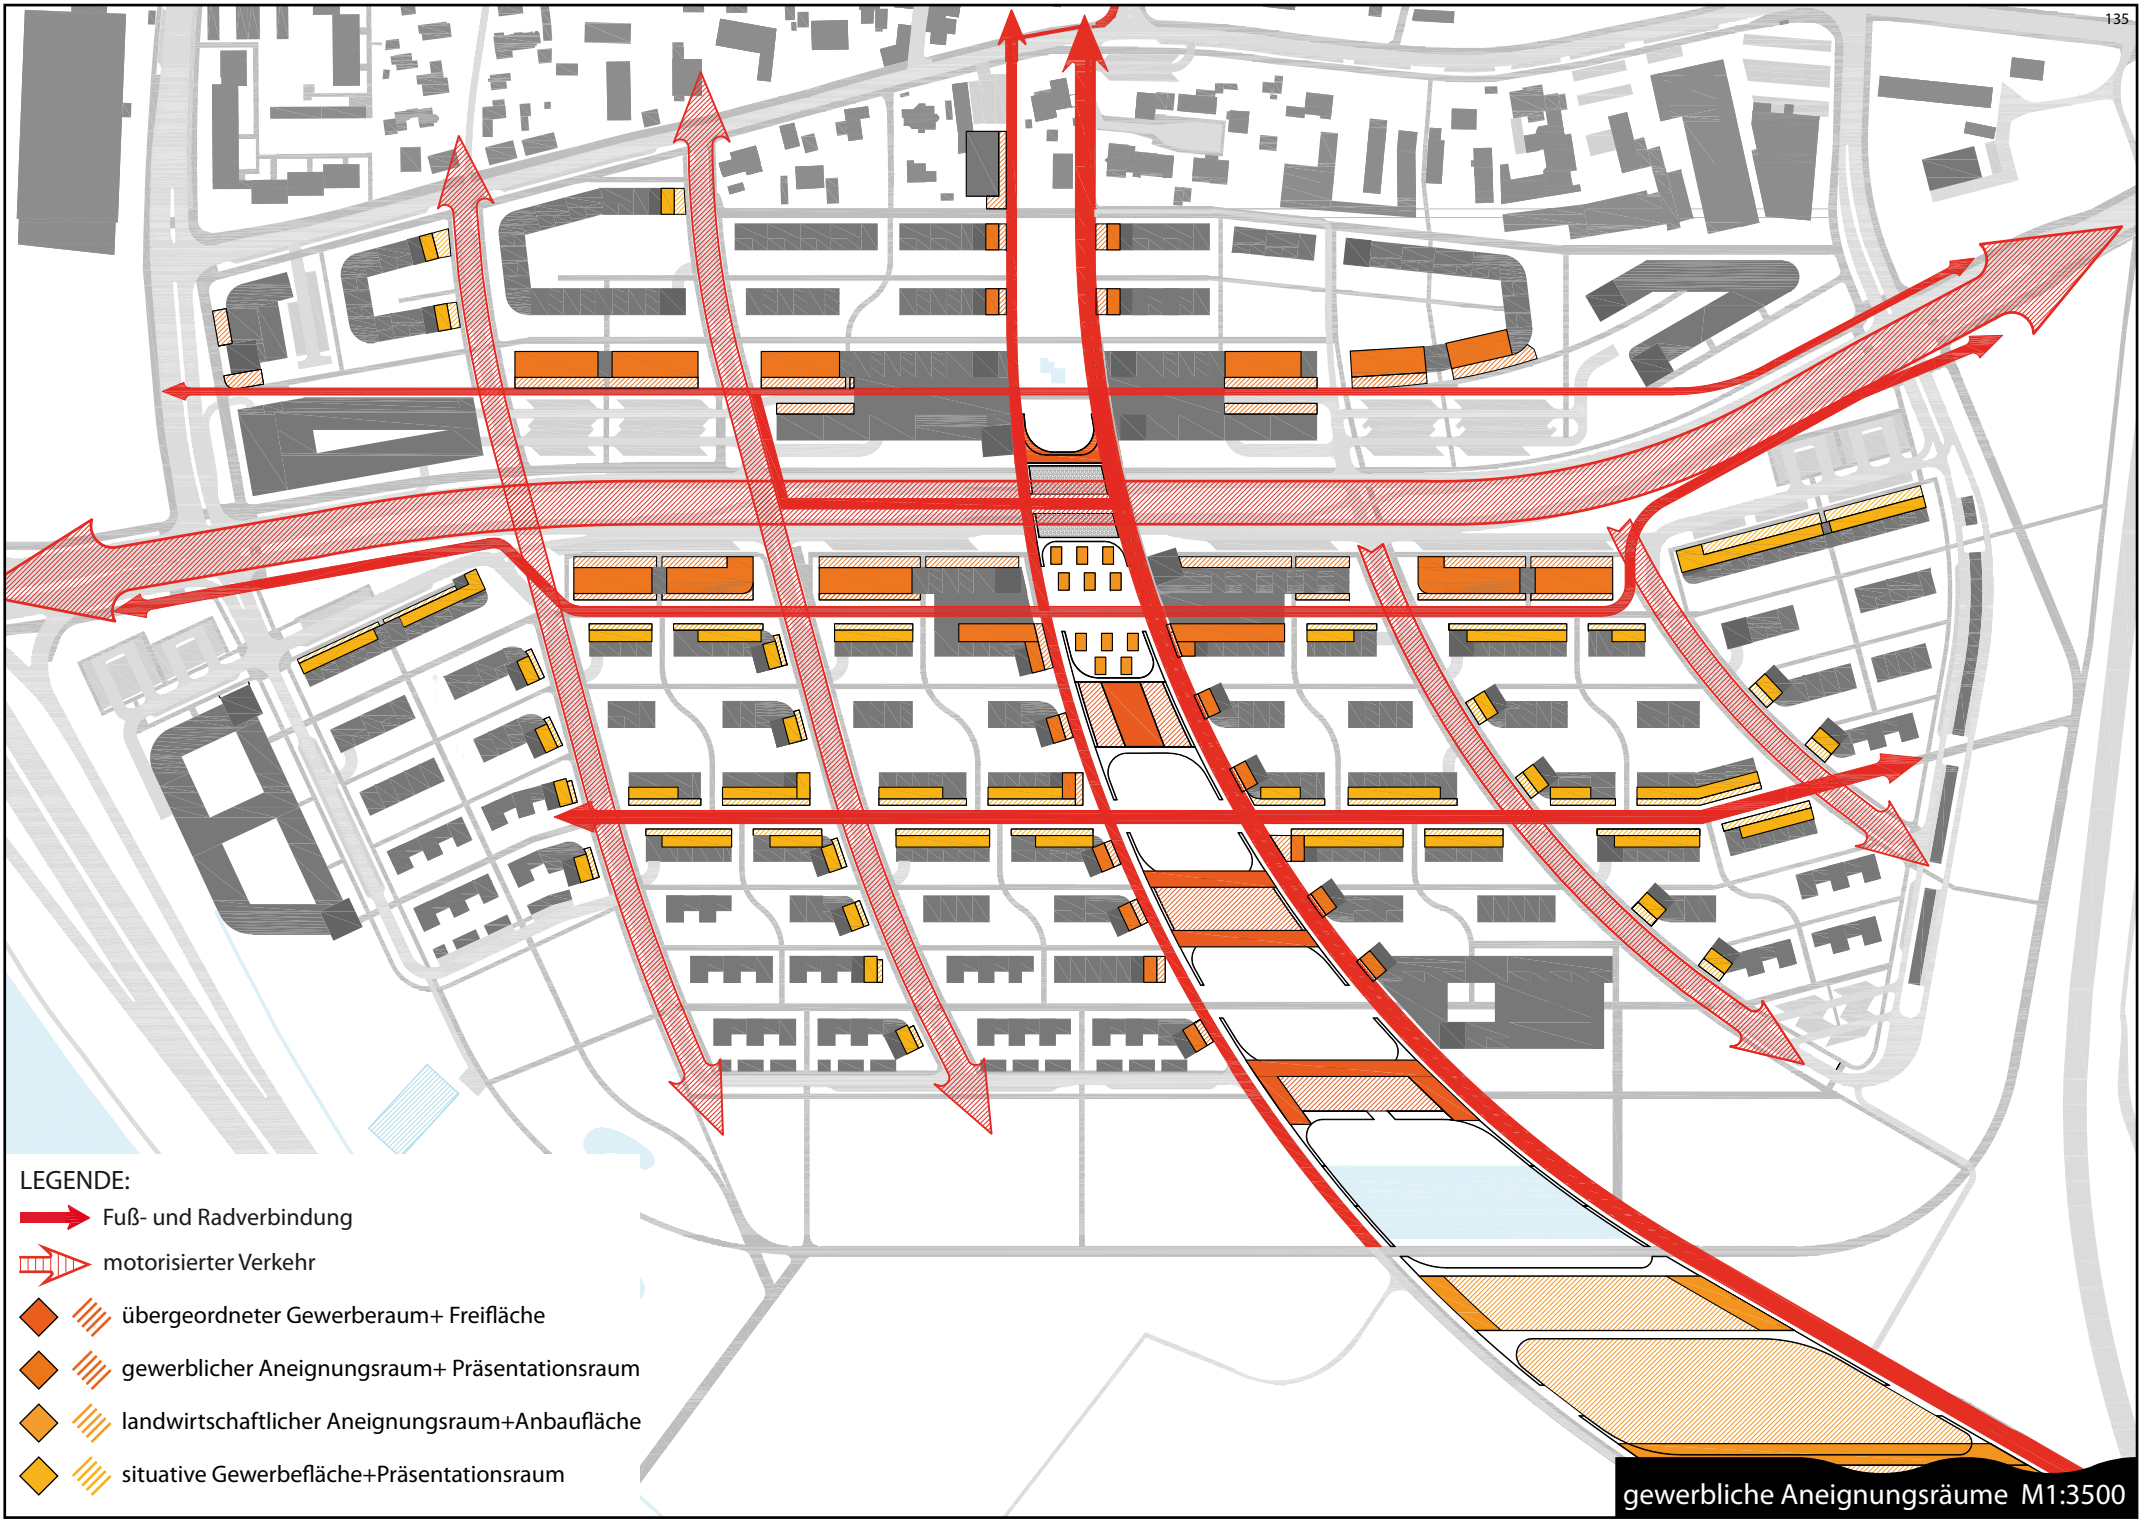 135
LEGENDE:
Fuß- und Radverbindung
motorisierter Verkehr
übergeordneter Gewerberaum+ Freifläche
gewerblicher Aneignungsraum+ Präsentationsraum
landwirtschaftlicher Aneignungsraum+Anbaufläche
situative Gewerbefläche+Präsentationsraum
gewerbliche Aneignungsräume M1:3500